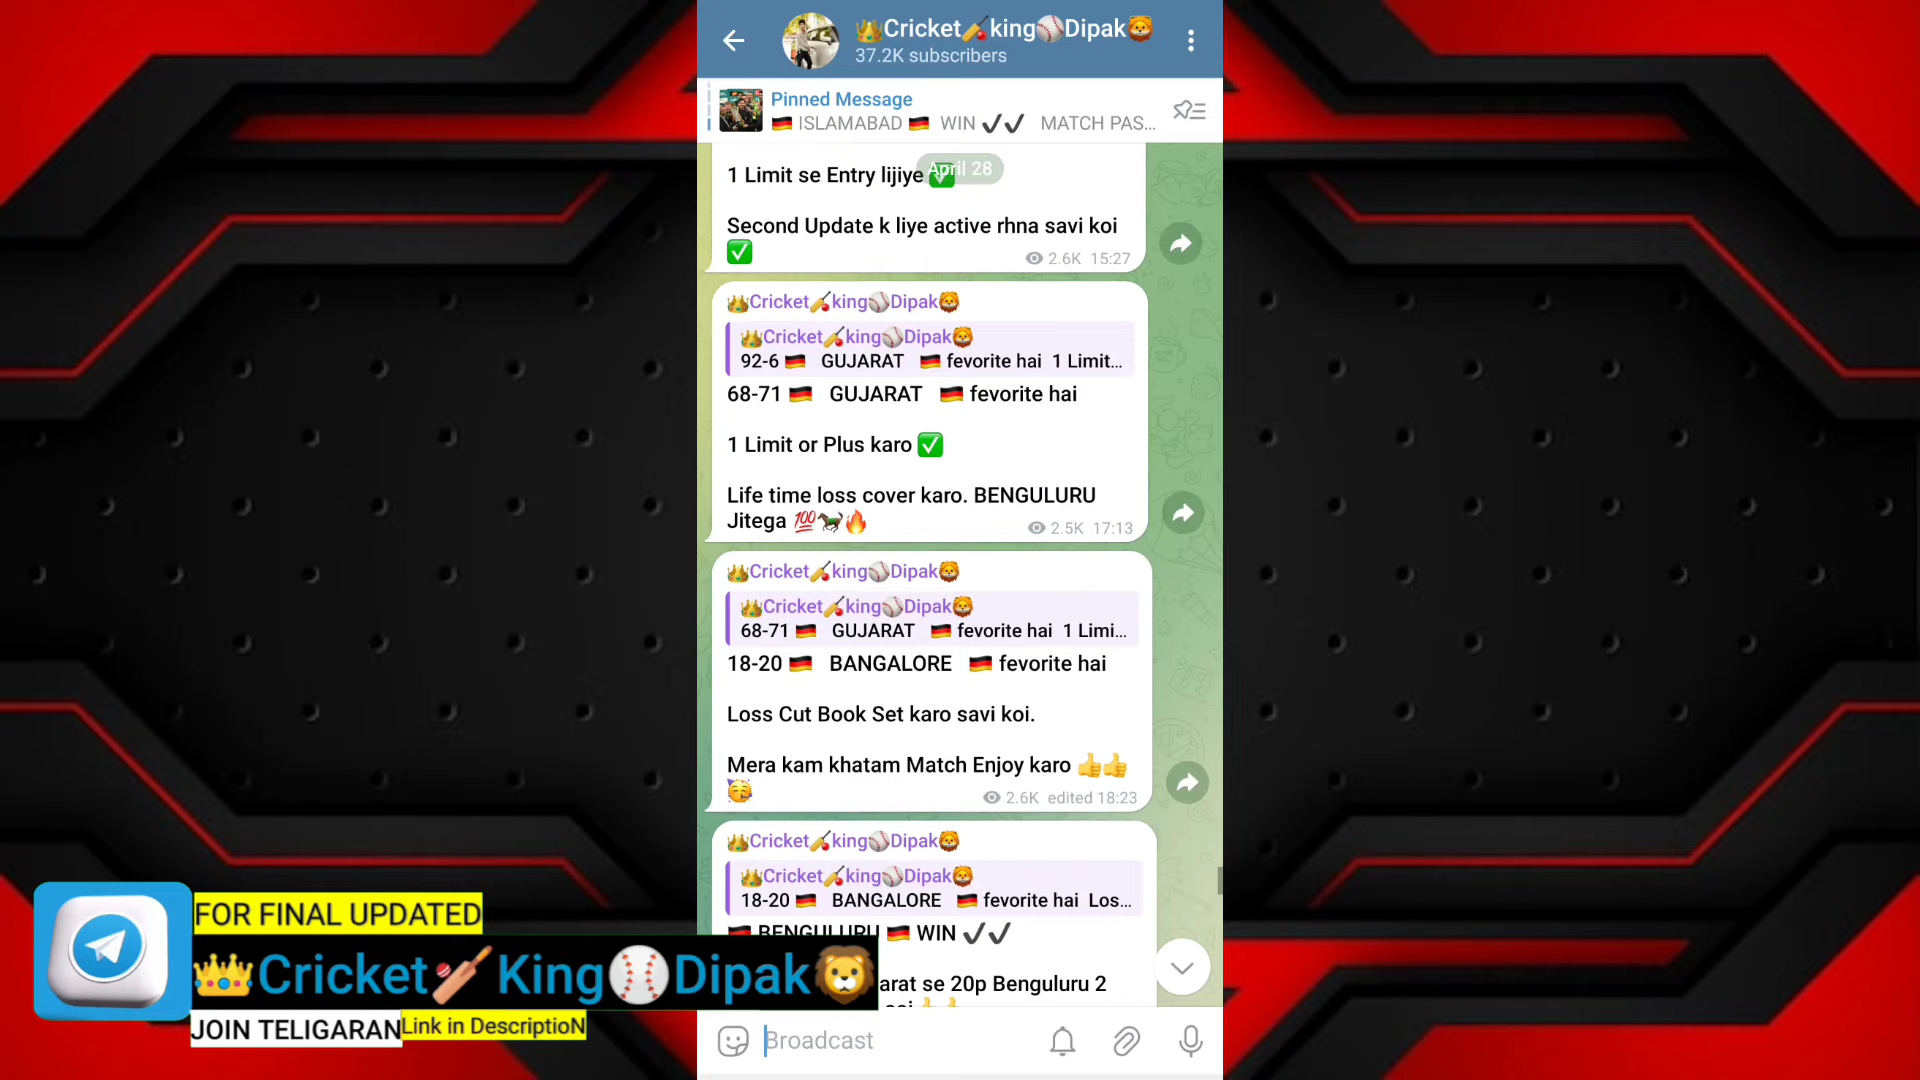 👑Cricket🏏king⚾Dipak🦁
37.2K subscribers
Pinned Message
🇩🇪 ISLAMABAD 🇩🇪 WIN ✔✔ MATCH PAS...
April 28
1 Limit se Entry lijiye ✅
Second Update k liye active rhna savi koi
✅
2.6K 15:27
👑Cricket🏏king⚾Dipak🦁
👑Cricket🏏king⚾Dipak🦁
92-6 🇩🇪 GUJARAT 🇩🇪 fevorite hai 1 Limit...
68-71 🇩🇪 GUJARAT 🇩🇪 fevorite hai
1 Limit or Plus karo ✅
Life time loss cover karo. BENGULURU
Jitega 💯🐎🔥
2.5K 17:13
👑Cricket🏏king⚾Dipak🦁
👑Cricket🏏king⚾Dipak🦁
68-71 🇩🇪 GUJARAT 🇩🇪 fevorite hai 1 Limi...
18-20 🇩🇪 BANGALORE 🇩🇪 fevorite hai
Loss Cut Book Set karo savi koi.
Mera kam khatam Match Enjoy karo 👍👍
🥳
2.6K edited 18:23
👑Cricket🏏king⚾Dipak🦁
👑Cricket🏏king⚾Dipak🦁
18-20 🇩🇪 BANGALORE 🇩🇪 fevorite hai Los...
🇩🇪 BENGULURU 🇩🇪 WIN ✔✔
arat se 20p Benguluru 2
Broadcast
FOR FINAL UPDATED
👑Cricket🏏King⚾Dipak🦁
JOIN TELIGARAN
Link in DescriptioN